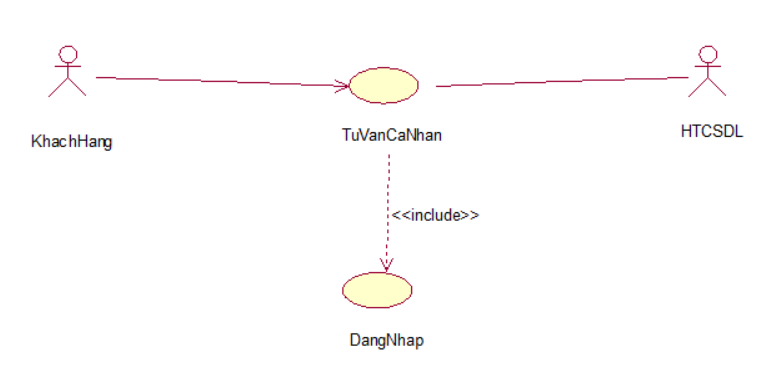 KhachHang
TuVanCaNhan
HTCSDL
<<include>>
DangNhap